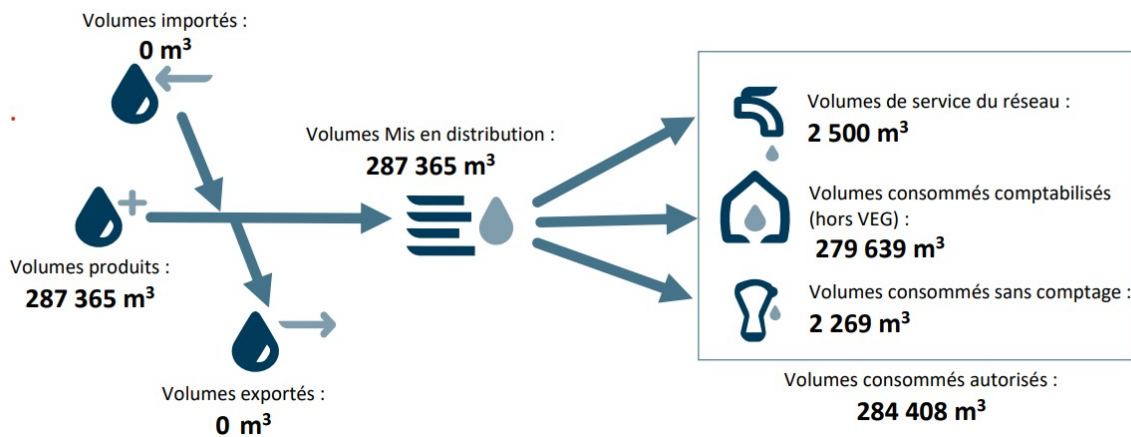 Volumes importés :
0 m³
Volumes Mis en distribution :
287 365 m³
Volumes produits :
287 365 m³
Volumes exportés :
0 m³
Volumes de service du réseau :
2 500 m³
Volumes consommés comptabilisés
(hors VEG) :
279 639 m³
Volumes consommés sans comptage :
2 269 m³
Volumes consommés autorisés :
284 408 m³